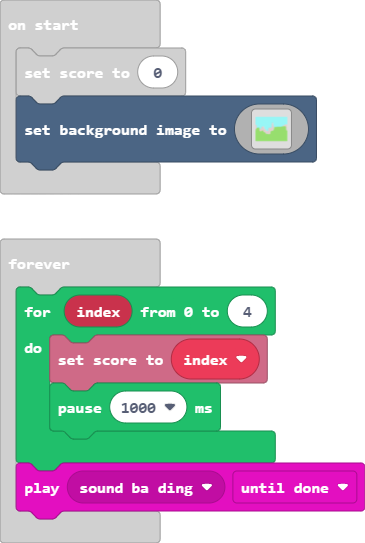 on start
set score to 0
set background image to
forever
for index from 0 to 4
do
set score to index
pause 1000 ms
play sound ba ding until done